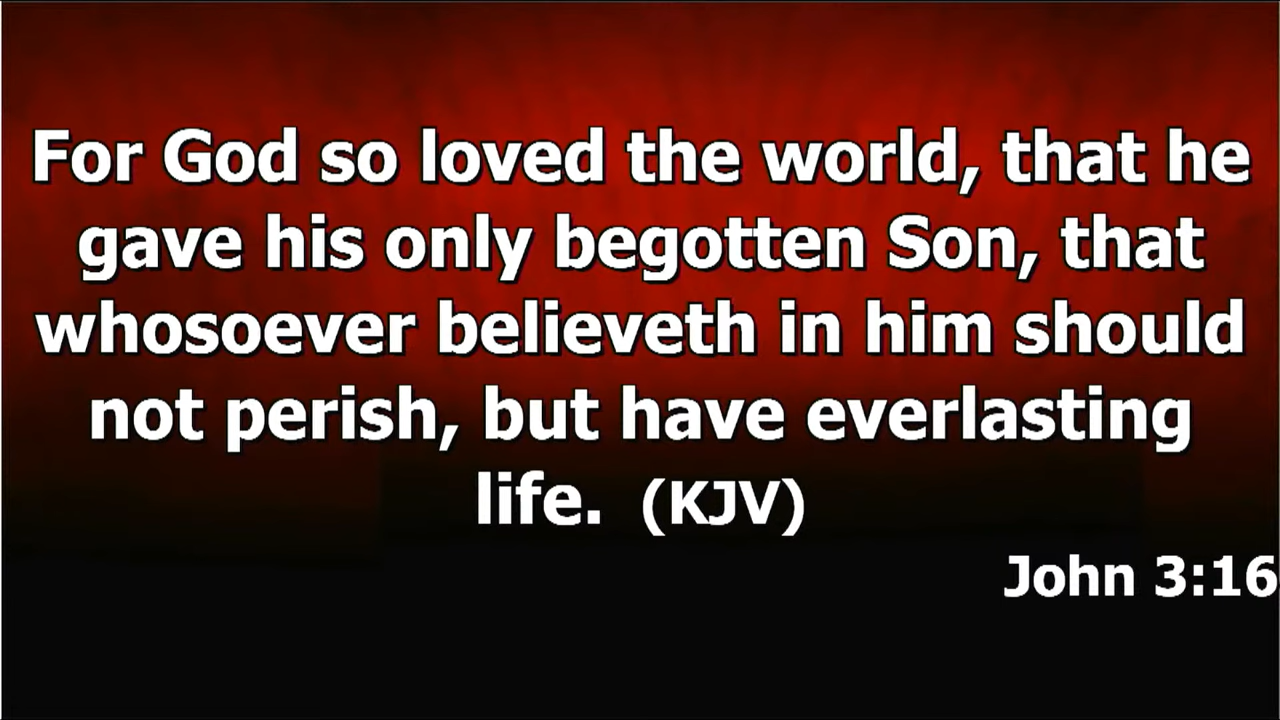 For God so loved the world, that he
gave his only begotten Son, that
whosoever believeth in him should
not perish, but have everlasting
life. (KJV)
John 3:16